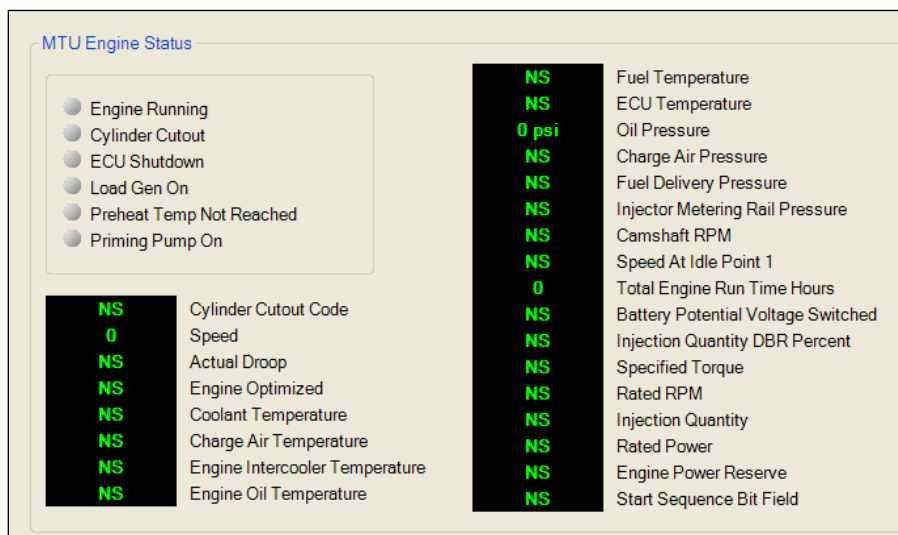 MTU Engine Status
Engine Running
Cylinder Cutout
ECU Shutdown
Load Gen On
Preheat Temp Not Reached
Priming Pump On
NS Cylinder Cutout Code
0 Speed
NS Actual Droop
NS Engine Optimized
NS Coolant Temperature
NS Charge Air Temperature
NS Engine Intercooler Temperature
NS Engine Oil Temperature
NS Fuel Temperature
NS ECU Temperature
0 psi Oil Pressure
NS Charge Air Pressure
NS Fuel Delivery Pressure
NS Injector Metering Rail Pressure
NS Camshaft RPM
NS Speed At Idle Point 1
0 Total Engine Run Time Hours
NS Battery Potential Voltage Switched
NS Injection Quantity DBR Percent
NS Specified Torque
NS Rated RPM
NS Injection Quantity
NS Rated Power
NS Engine Power Reserve
NS Start Sequence Bit Field